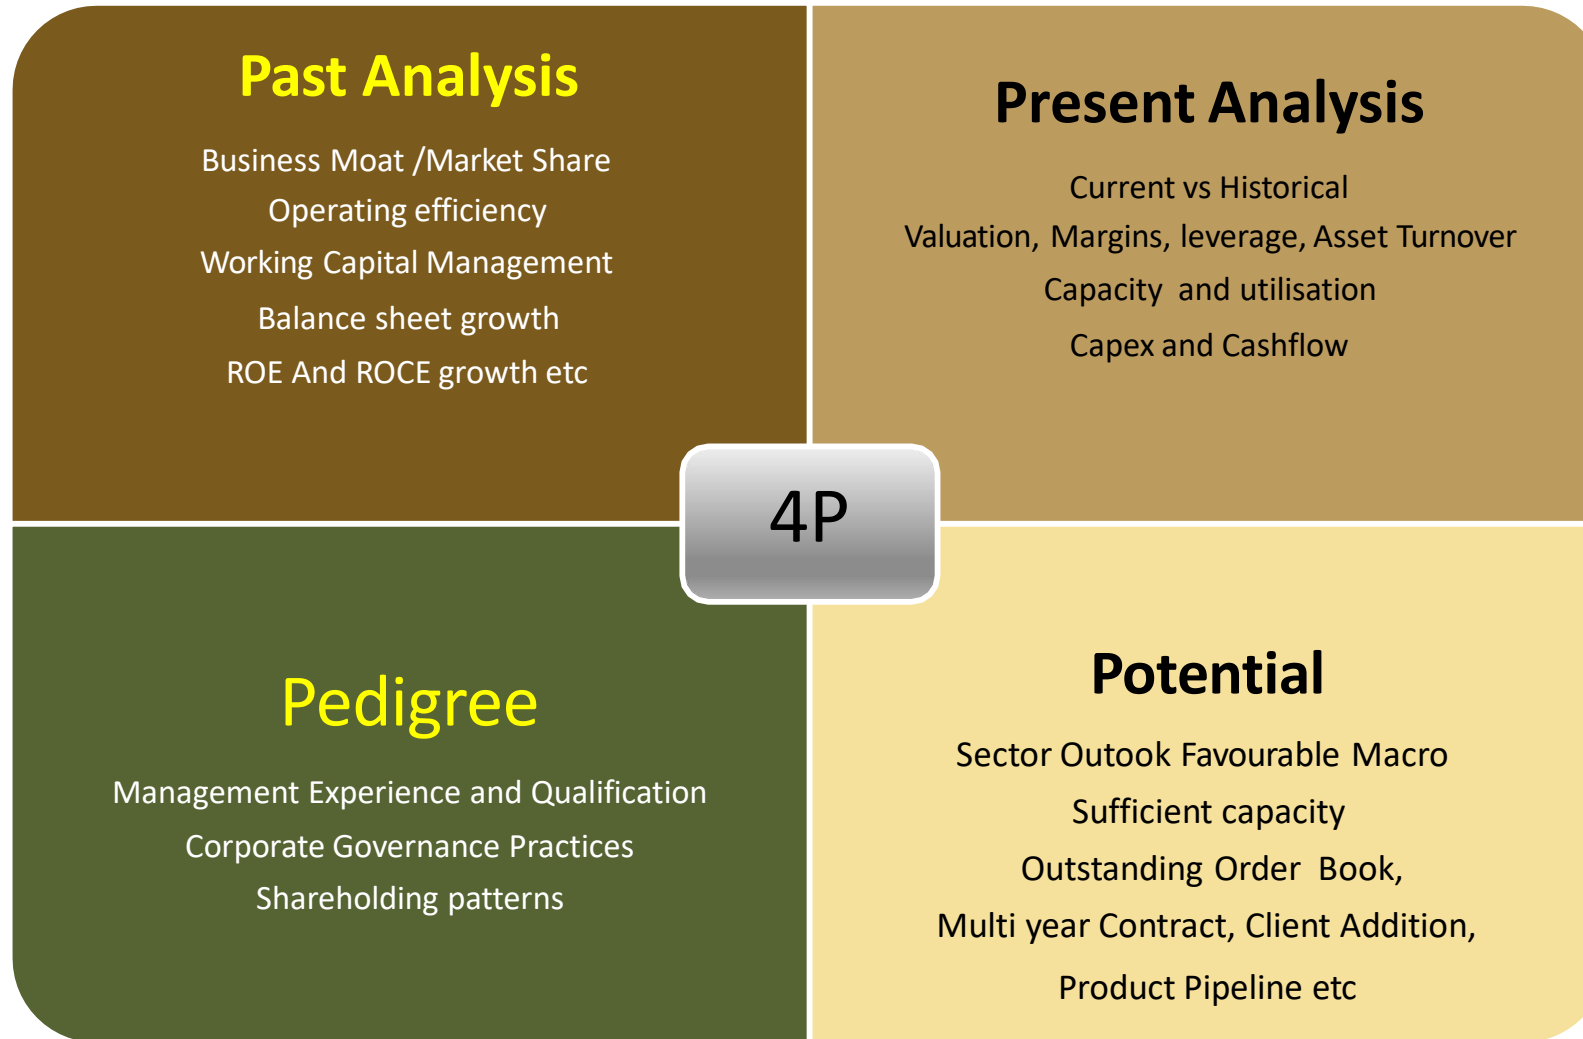 Past Analysis
Business Moat /Market Share
Operating efficiency
Working Capital Management
Balance sheet growth
ROE And ROCE growth etc
Present Analysis
Current vs Historical
Valuation, Margins, leverage, Asset Turnover
Capacity and utilisation
Capex and Cashflow
4P
Pedigree
Management Experience and Qualification
Corporate Governance Practices
Shareholding patterns
Potential
Sector Outook Favourable Macro
Sufficient capacity
Outstanding Order Book,
Multi year Contract, Client Addition,
Product Pipeline etc